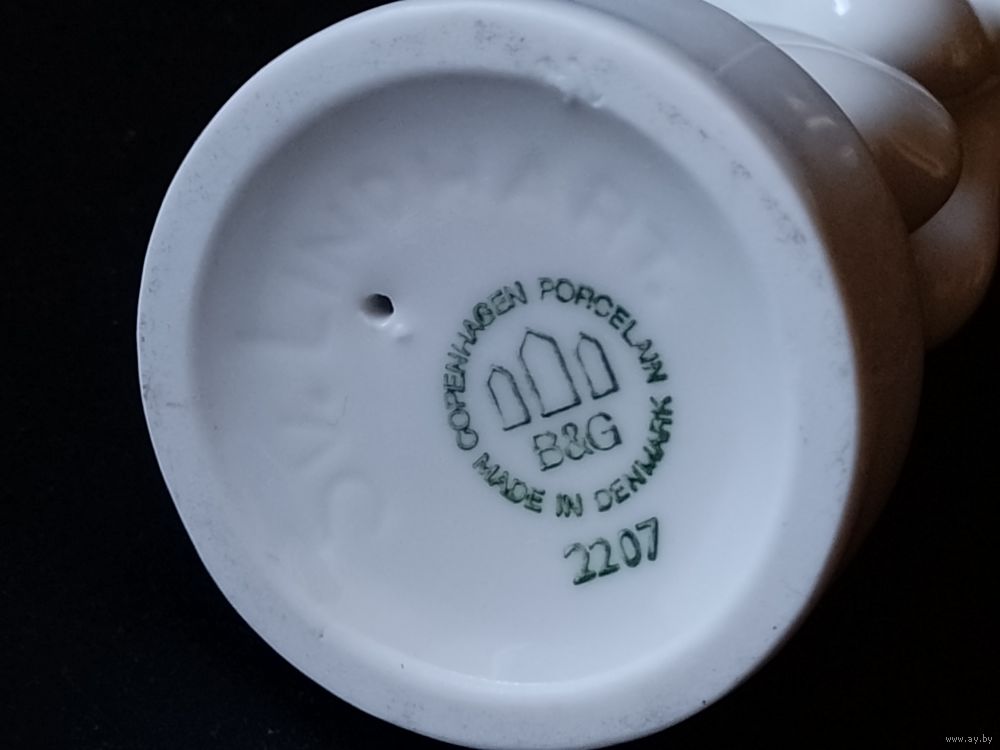 COPENHAGEN PORCELAIN
B&G
MADE IN DENMARK
2207
www.ay.by